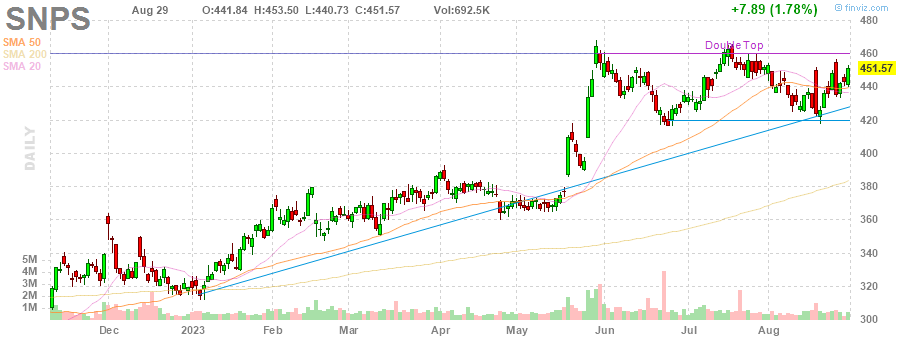 SNPS
Aug 29 O:441.84 H:453.50 L:440.73 C:451.57 Vol:692.5K +7.89 (1.78%)
© finviz.com
SMA 50
SMA 200
SMA 20
DAILY
Double Top
480
460
451.57
440
420
400
380
360
340
320
300
5M
4M
3M
2M
1M
Dec 2023 Feb Mar Apr May Jun Jul Aug